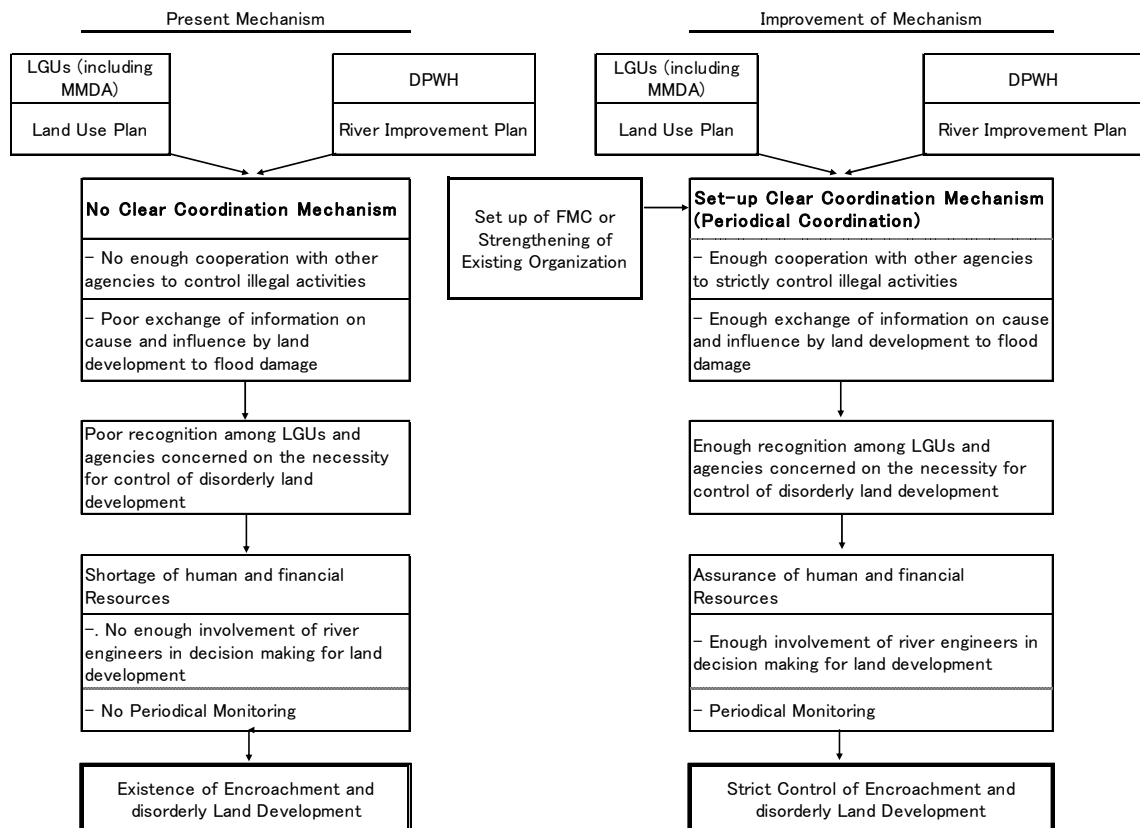 Present Mechanism
LGUs (including
MMDA)
Land Use Plan
DPWH
River Improvement Plan
No Clear Coordination Mechanism
- No enough cooperation with other
agencies to control illegal activities
- Poor exchange of information on
cause and influence by land
development to flood damage
Poor recognition among LGUs and
agencies concerned on the necessity
for control of disorderly land
development
Shortage of human and financial
Resources
-. No enough involvement of river
engineers in decision making for land
development
- No Periodical Monitoring
Existence of Encroachment and
disorderly Land Development
Improvement of Mechanism
LGUs (including
MMDA)
Land Use Plan
DPWH
River Improvement Plan
Set up of FMC or
Strengthening of
Existing Organization
Set-up Clear Coordination Mechanism
(Periodical Coordination)
- Enough cooperation with other agencies
to strictly control illegal activities
- Enough exchange of information on cause
and influence by land development to flood
damage
Enough recognition among LGUs and
agencies concerned on the necessity for
control of disorderly land development
Assurance of human and financial
Resources
- Enough involvement of river engineers in
decision making for land development
- Periodical Monitoring
Strict Control of Encroachment and
disorderly Land Development